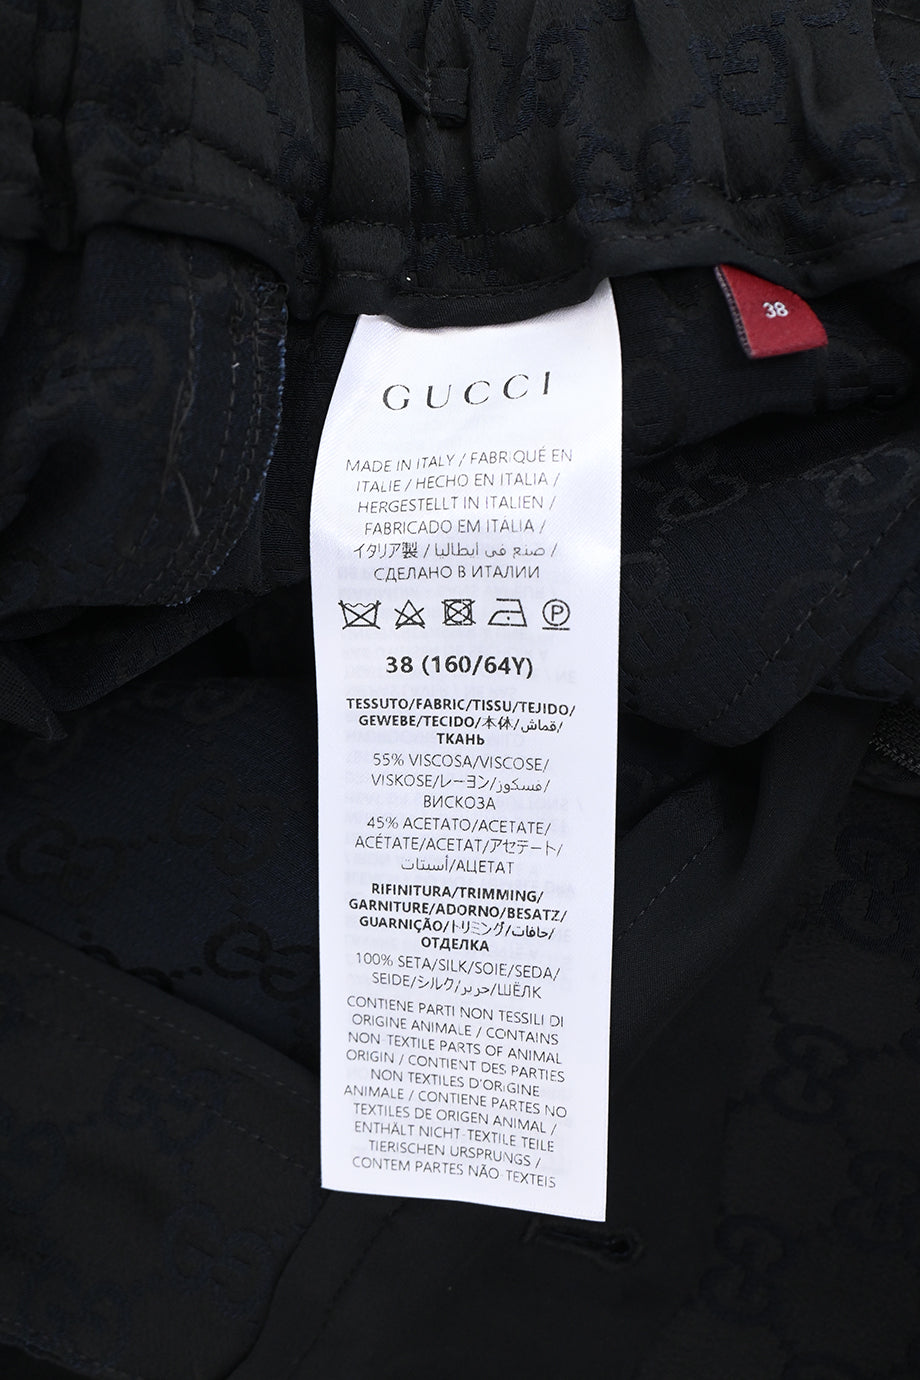 38
GUCCI
MADE IN ITALY / FABRIQUÉ EN
ITALIE / HECHO EN ITALIA /
HERGESTELLT IN ITALIEN /
FABRICADO EM ITÁLIA /
イタリア製 / صنع في ايطاليا /
СДЕЛАНО В ИТАЛИИ
P
38 (160/64Y)
TESSUTO/FABRIC/TISSU/TEJIDO/
GEWEBE/TECIDO/本体/قماش/
ТКАНЬ
55% VISCOSA/VISCOSE/
VISKOSE/レーヨン/فسكوز/
ВИСКОЗА
45% ACETATO/ACETATE/
ACÉTATE/ACETAT/アセテート/
أسيتات/АЦЕТАТ
RIFINITURA/TRIMMING/
GARNITURE/ADORNO/BESATZ/
GUARNIÇÃO/トリミング/حافات/
ОТДЕЛКА
100% SETA/SILK/SOIE/SEDA/
SEIDE/シルク/حرير/ШЁЛК
CONTIENE PARTI NON TESSILI DI
ORIGINE ANIMALE / CONTAINS
NON-TEXTILE PARTS OF ANIMAL
ORIGIN / CONTIENT DES PARTIES
NON TEXTILES D'ORIGINE
ANIMALE / CONTIENE PARTES NO
TEXTILES DE ORIGEN ANIMAL /
ENTHÄLT NICHT-TEXTILE TEILE
TIERISCHEN URSPRUNGS /
CONTEM PARTES NÃO-TEXTEIS